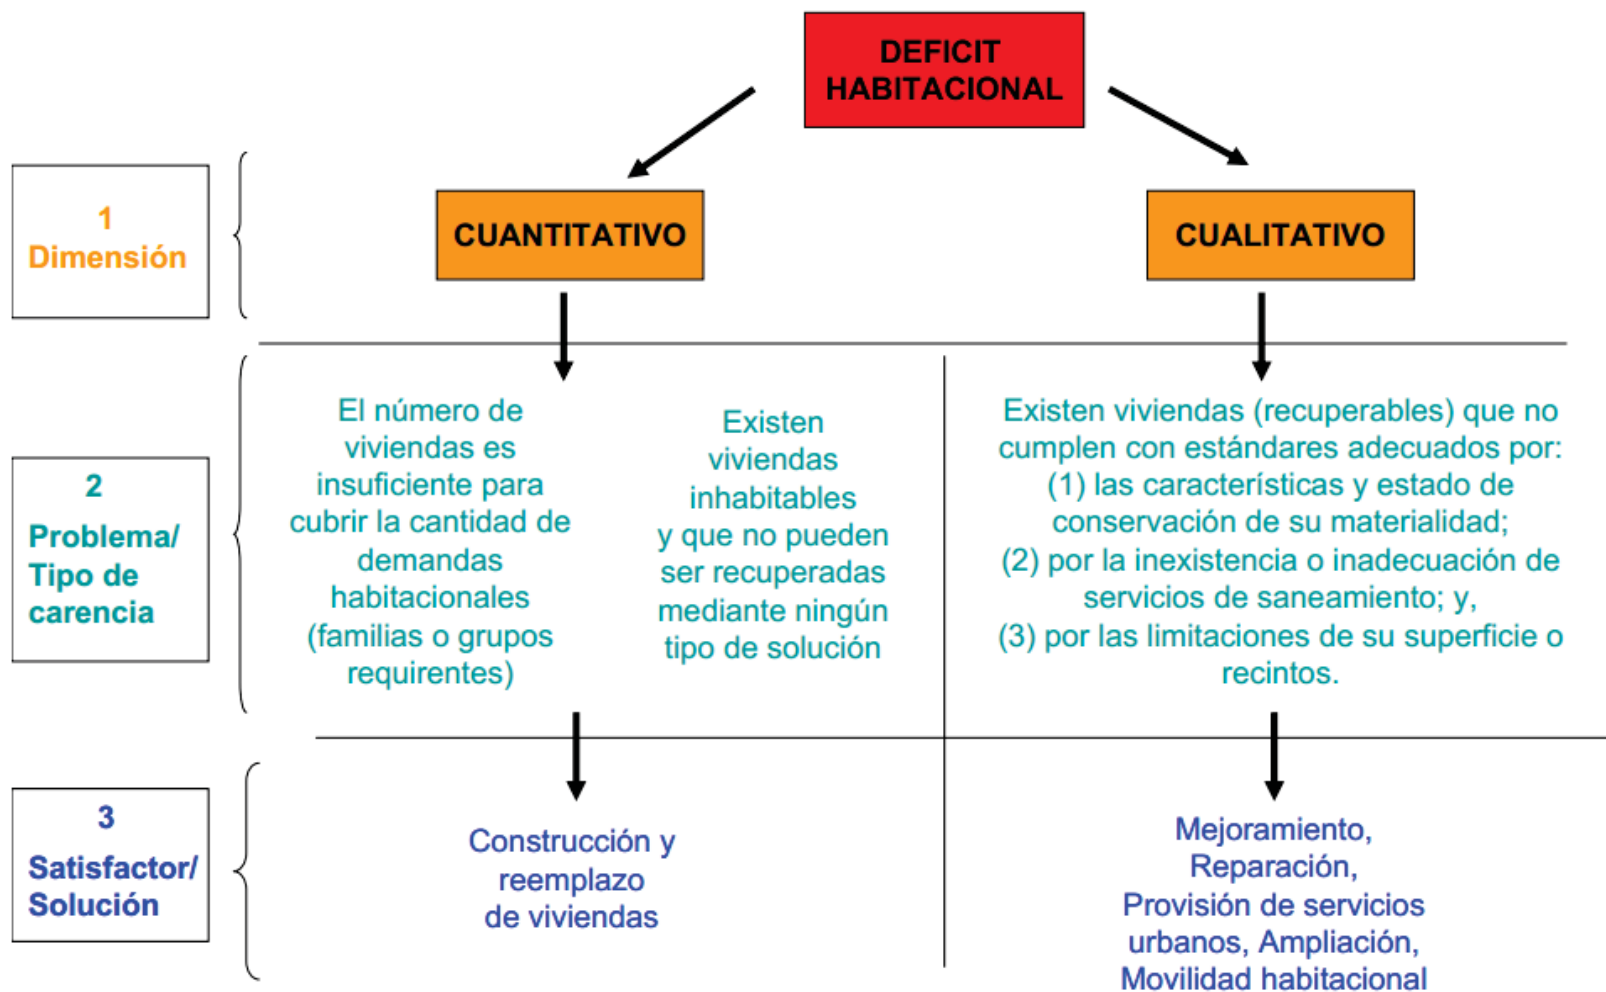 DEFICIT
HABITACIONAL
1
Dimensión
CUANTITATIVO
CUALITATIVO
2
Problema/
Tipo de
carencia
El número de
viviendas es
insuficiente para
cubrir la cantidad de
demandas
habitacionales
(familias o grupos
requirentes)
Existen
viviendas
inhabitables
y que no pueden
ser recuperadas
mediante ningún
tipo de solución
Existen viviendas (recuperables) que no
cumplen con estándares adecuados por:
(1) las características y estado de
conservación de su materialidad;
(2) por la inexistencia o inadecuación de
servicios de saneamiento; y,
(3) por las limitaciones de su superficie o
recintos.
3
Satisfactor/
Solución
Construcción y
reemplazo
de viviendas
Mejoramiento,
Reparación,
Provisión de servicios
urbanos, Ampliación,
Movilidad habitacional